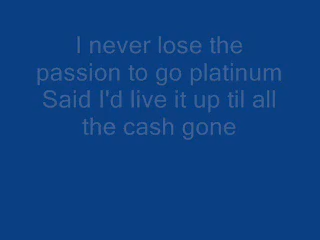 I never lose the
passion to go platinum
Said I'd live it up til all
the cash gone